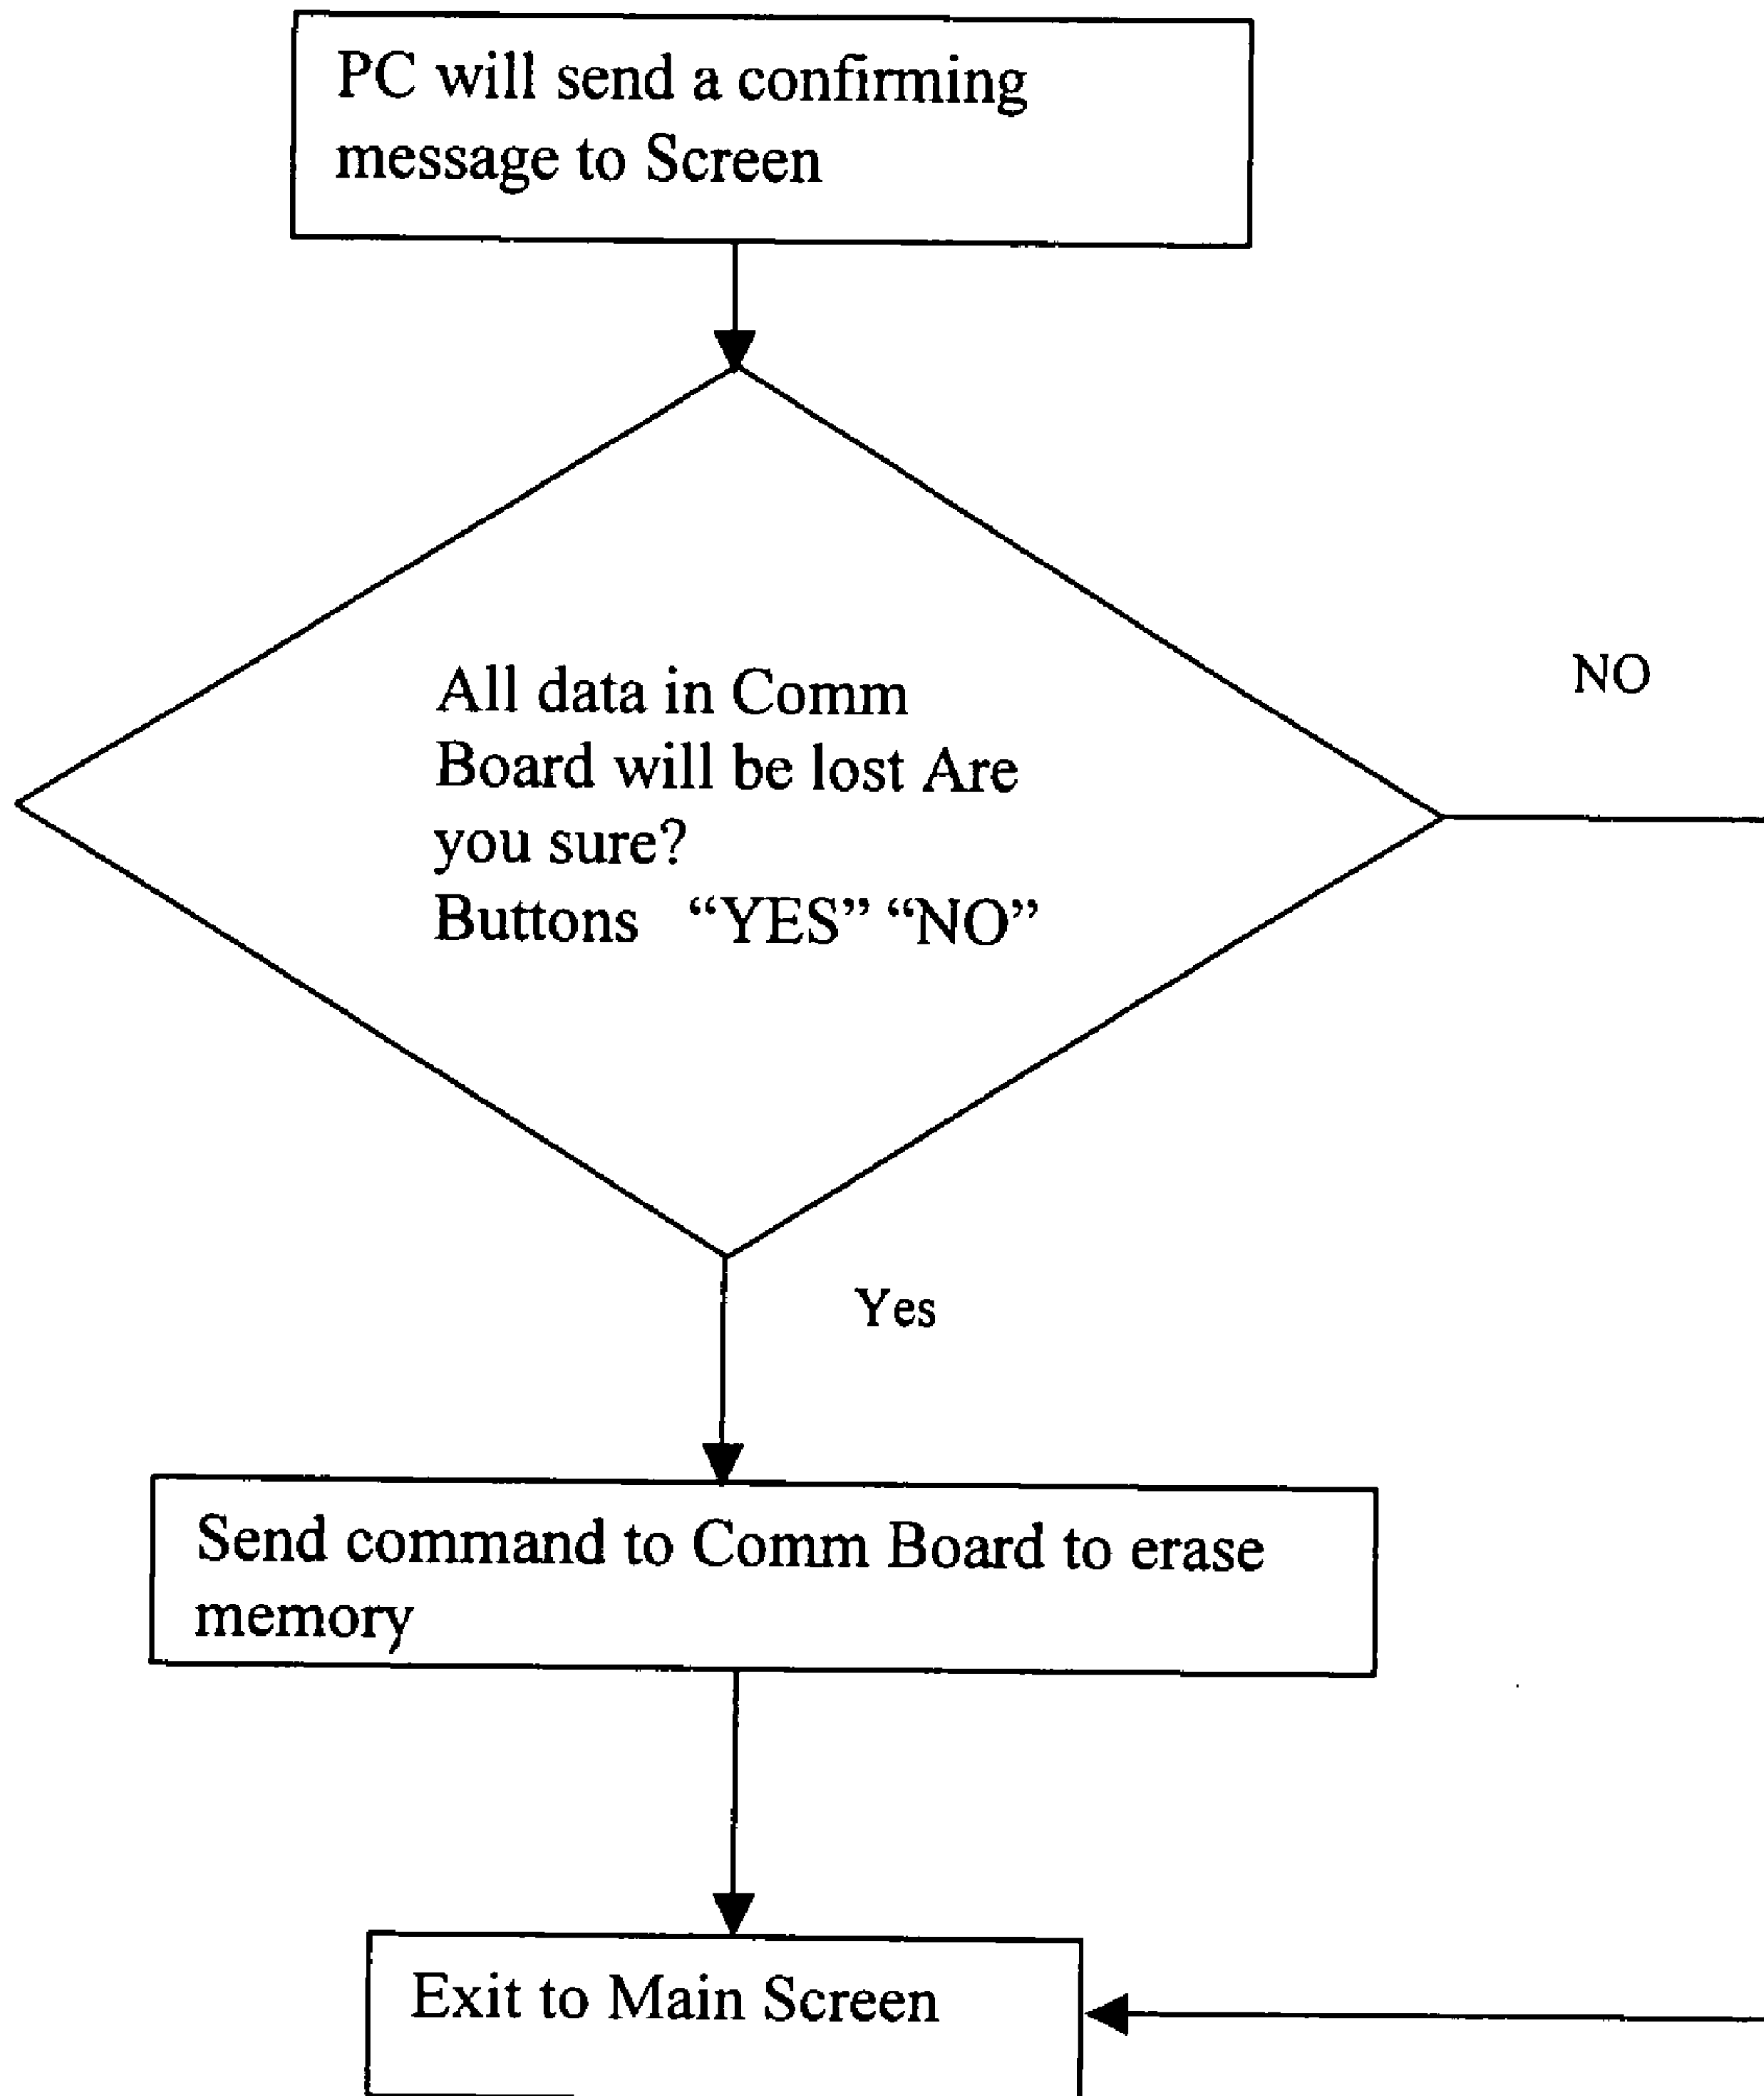 PC will send a confirming
message to Screen
All data in Comm
Board will be lost Are
you sure?
Buttons “YES” “NO”
NO
Yes
Send command to Comm Board to erase
memory
Exit to Main Screen